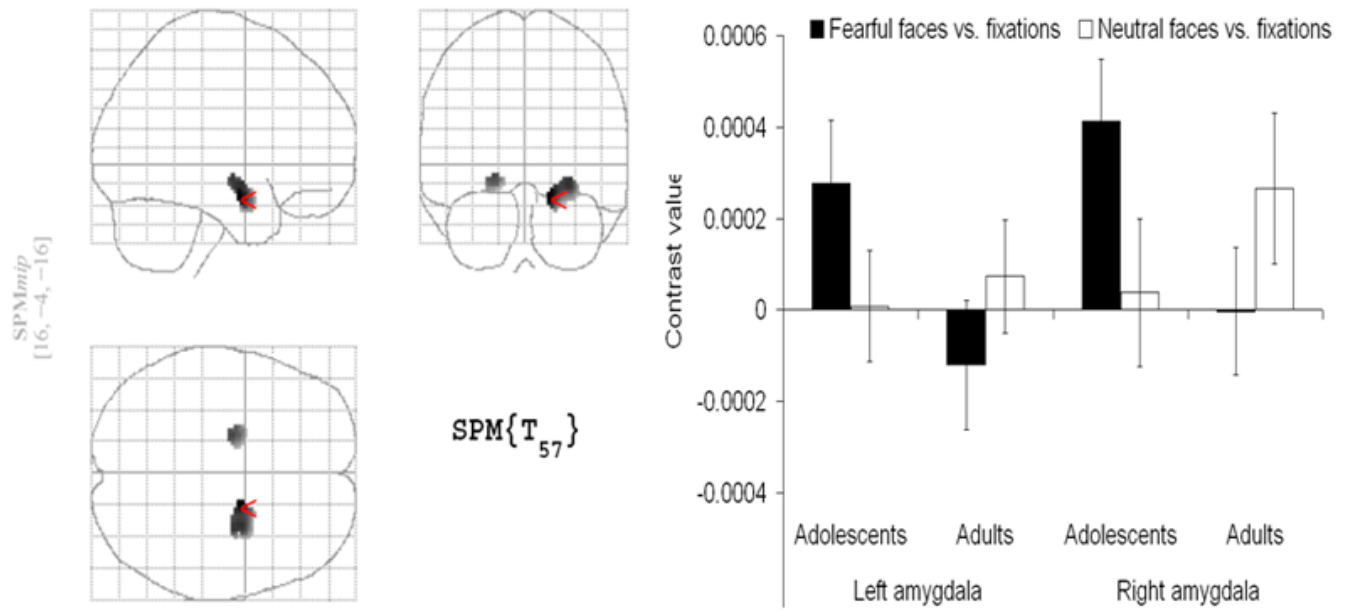 SPMmip
[16, −4, −16]
SPM{T57}
Fearful faces vs. fixations
Neutral faces vs. fixations
Contrast value
0.0006
0.0004
0.0002
0
-0.0002
-0.0004
Adolescents Adults Adolescents Adults
Left amygdala Right amygdala